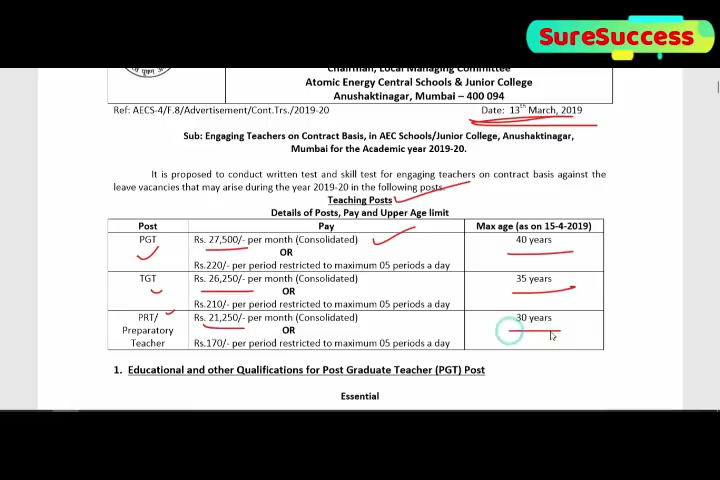 SureSuccess
Chairman, Local Managing Committee
Atomic Energy Central Schools & Junior College
Anushaktinagar, Mumbai – 400 094
Ref: AECS-4/F.8/Advertisement/Cont.Trs./2019-20 Date: 13th March, 2019
Sub: Engaging Teachers on Contract Basis, in AEC Schools/Junior College, Anushaktinagar,
Mumbai for the Academic year 2019-20.
It is proposed to conduct written test and skill test for engaging teachers on contract basis against the
leave vacancies that may arise during the year 2019-20 in the following posts.
Teaching Posts
Details of Posts, Pay and Upper Age limit
Post Pay Max age (as on 15-4-2019)
PGT Rs. 27,500/- per month (Consolidated) 40 years
OR
Rs.220/- per period restricted to maximum 05 periods a day
TGT Rs. 26,250/- per month (Consolidated) 35 years
OR
Rs.210/- per period restricted to maximum 05 periods a day
PRT/ Rs. 21,250/- per month (Consolidated) 30 years
Preparatory OR
Teacher Rs.170/- per period restricted to maximum 05 periods a day
1. Educational and other Qualifications for Post Graduate Teacher (PGT) Post
Essential